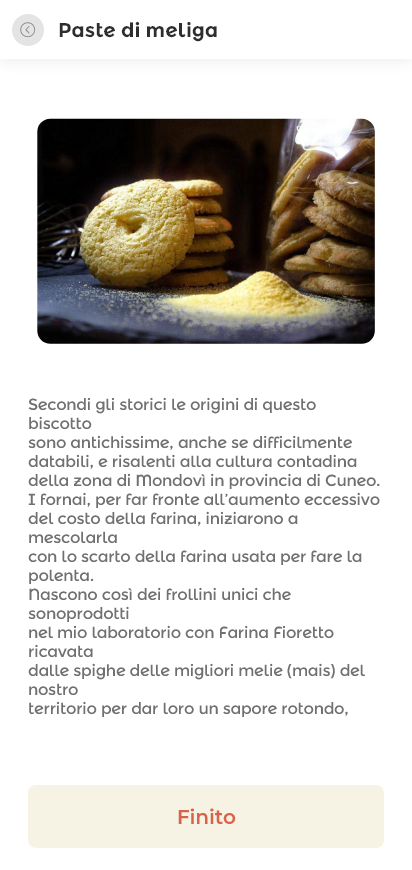 Paste di meliga
Secondi gli storici le origini di questo
biscotto
sono antichissime, anche se difficilmente
databili, e risalenti alla cultura contadina
della zona di Mondovì in provincia di Cuneo.
I fornai, per far fronte all'aumento eccessivo
del costo della farina, iniziarono a
mescolarla
con lo scarto della farina usata per fare la
polenta.
Nascono così dei frollini unici che
sonoprodotti
nel mio laboratorio con Farina Fioretto
ricavata
dalle spighe delle migliori melie (mais) del
nostro
territorio per dar loro un sapore rotondo,
Finito